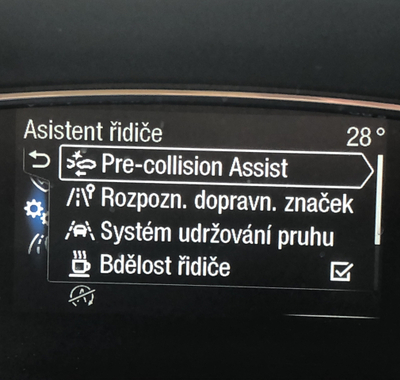 Asistent řidiče 28°
Pre-collision Assist
Rozpozn. dopravn. značek
Systém udržování pruhu
Bdělost řidiče